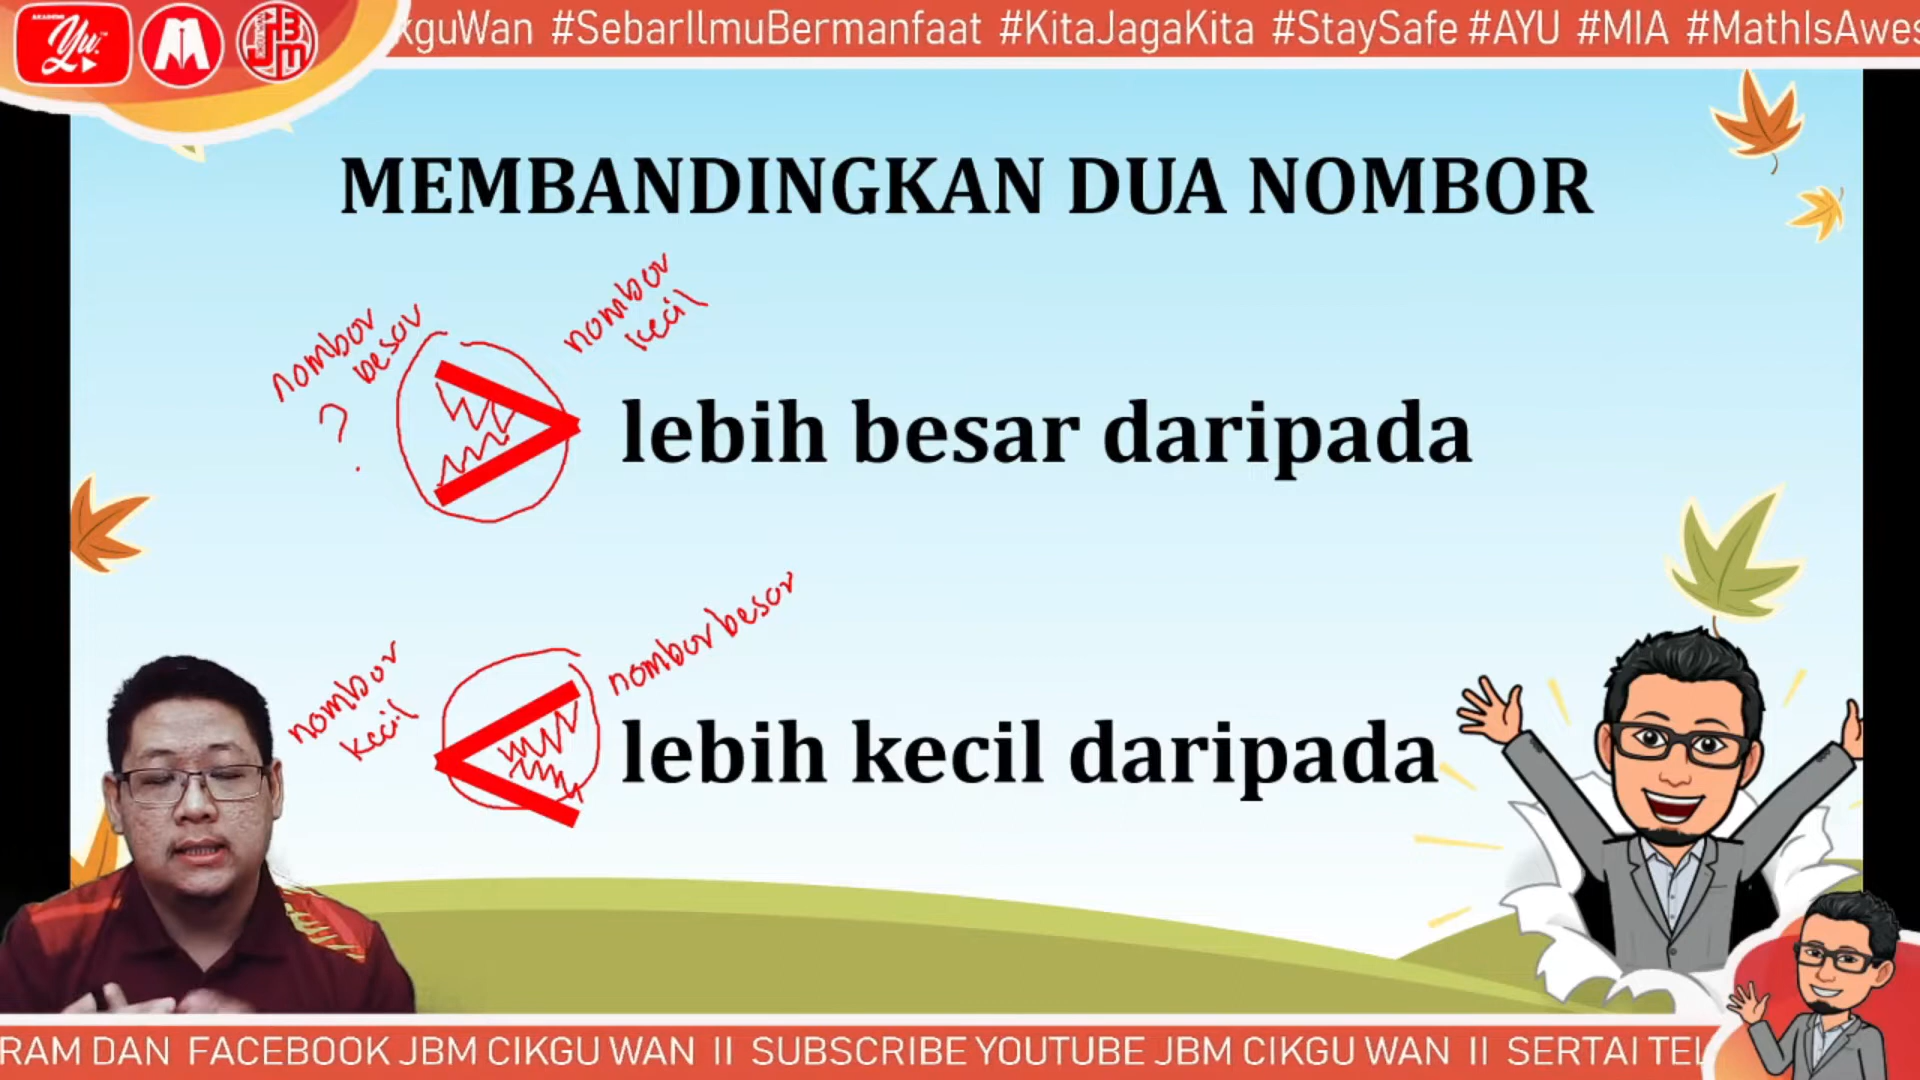 kguWan #SebarIlmuBermanfaat #KitaJagaKita #StaySafe #AYU #MIA #MathIsAwes
MEMBANDINGKAN DUA NOMBOR
nombor
besar
nombor
kecil
?
> lebih besar daripada
nombor
kecil
nombor besar
< lebih kecil daripada
RAM DAN FACEBOOK JBM CIKGU WAN II SUBSCRIBE YOUTUBE JBM CIKGU WAN II SERTAI TEL